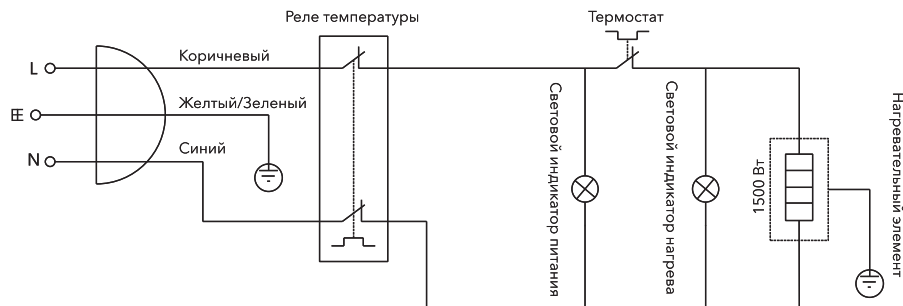 Реле температуры
Термостат
Коричневый
L
Желтый/Зеленый
Синий
N
Световой индикатор питания
Световой индикатор нагрева
1500 Вт
Нагревательный элемент